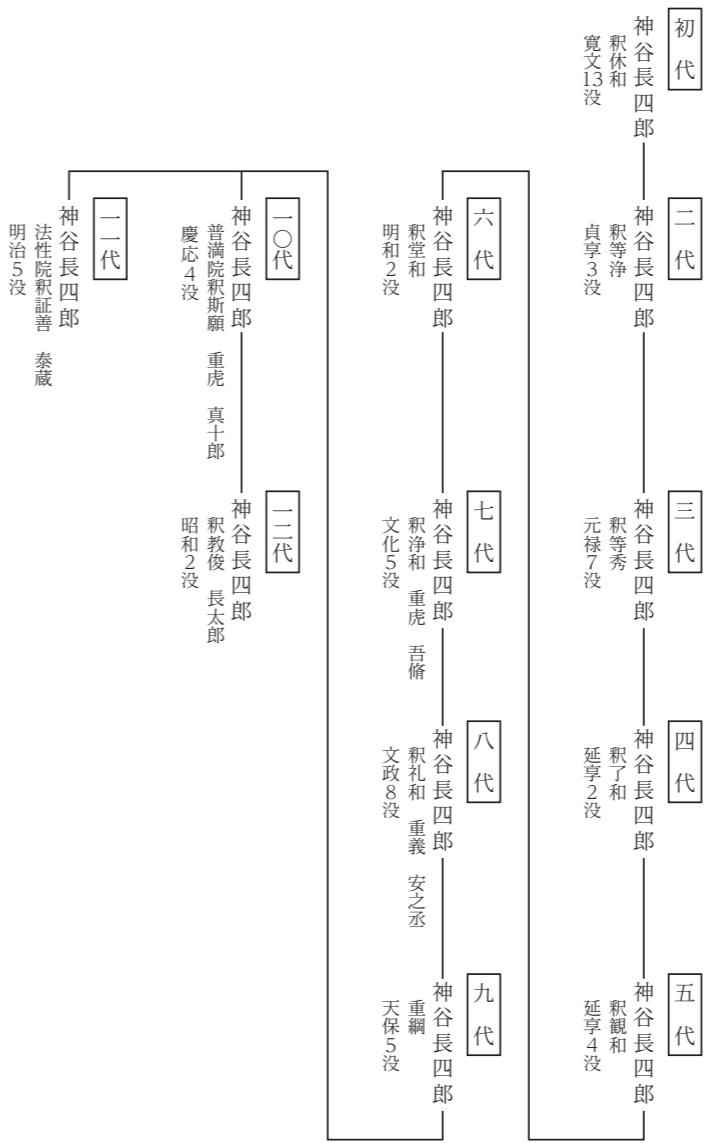 初代
神谷長四郎
釈休和
寛文13没
二代
神谷長四郎
釈等浄
貞享3没
三代
神谷長四郎
釈等秀
元禄7没
四代
神谷長四郎
釈了和
延享2没
五代
神谷長四郎
釈観和
延享4没
六代
神谷長四郎
釈堂和
明和2没
七代
神谷長四郎
釈浄和　重虎　吾脩
文化5没
八代
神谷長四郎
釈礼和　重義　安之丞
文政8没
九代
神谷長四郎
重綱
天保5没
一〇代
神谷長四郎
普満院釈斯願　重虎　真十郎
慶応4没
一一代
神谷長四郎
法性院釈証善　泰蔵
明治5没
一二代
神谷長四郎
釈教俊　長太郎
昭和2没